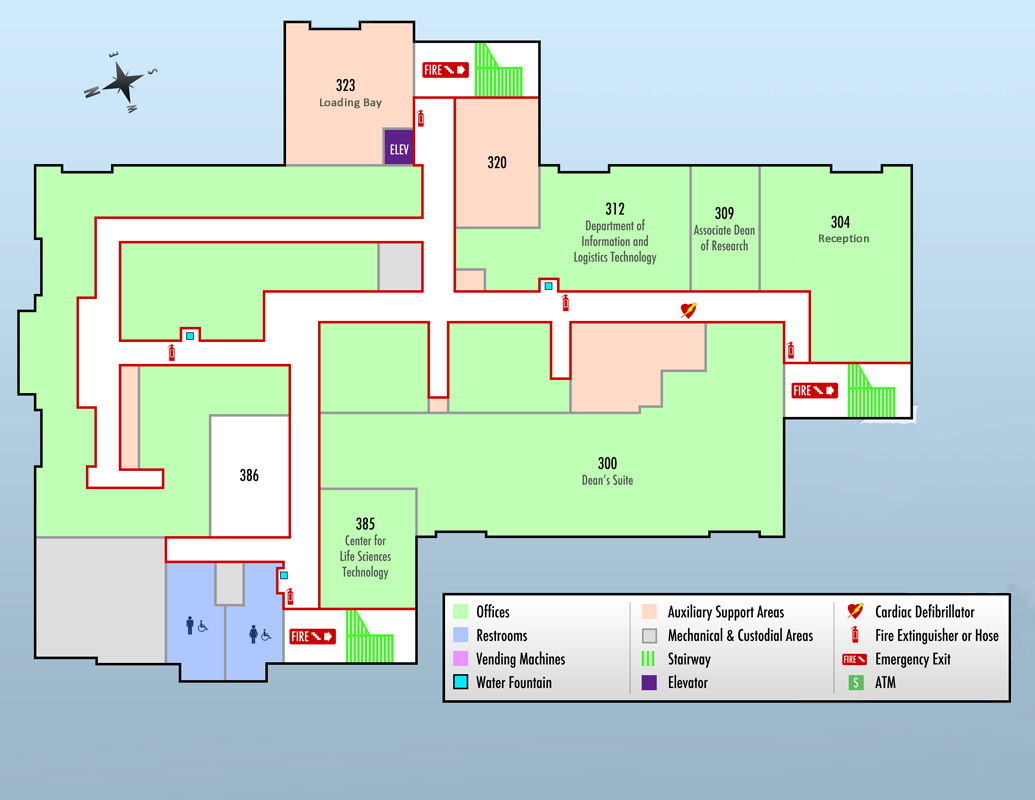 E
S
N
W
323
Loading Bay
ELEV
FIRE
320
312
Department of
Information and
Logistics Technology
309
Associate Dean
of Research
304
Reception
FIRE
386
300
Dean's Suite
385
Center for
Life Sciences
Technology
FIRE
Offices
Restrooms
Vending Machines
Water Fountain
Auxiliary Support Areas
Mechanical & Custodial Areas
Stairway
Elevator
Cardiac Defibrillator
Fire Extinguisher or Hose
FIRE Emergency Exit
S ATM